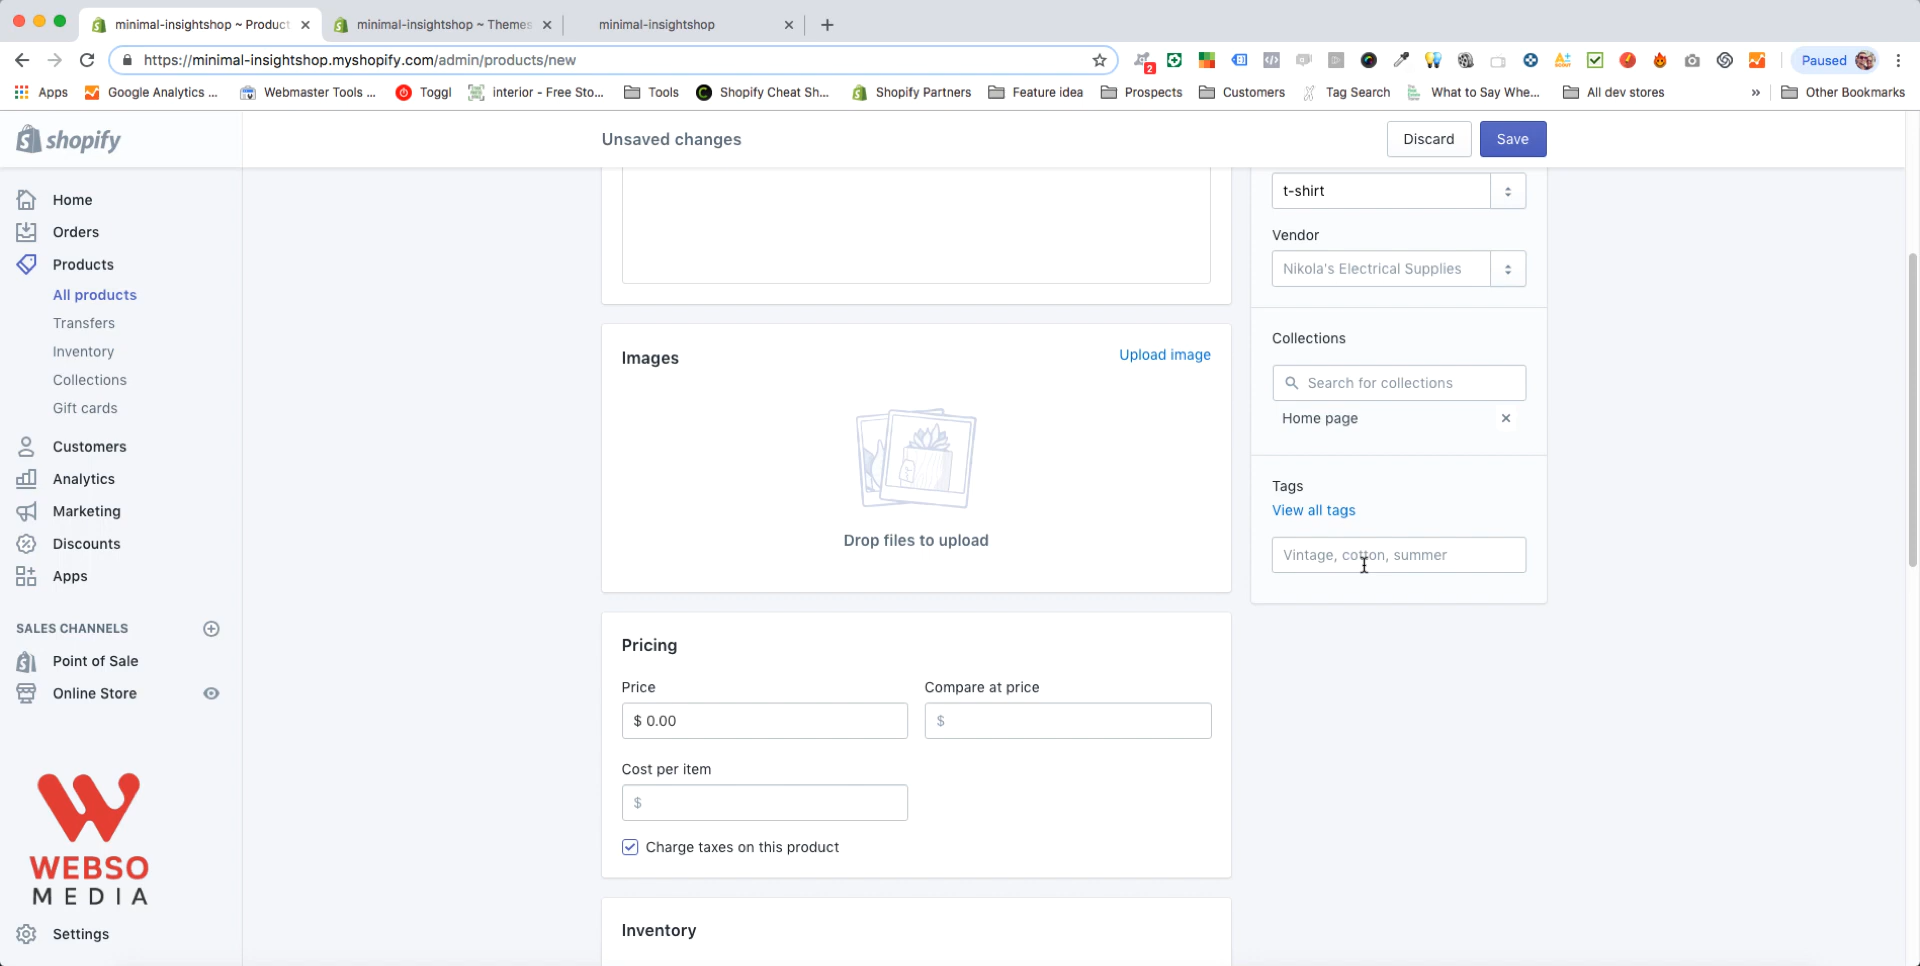 minimal-insightshop ~ Product
minimal-insightshop ~ Themes
minimal-insightshop
https://minimal-insightshop.myshopify.com/admin/products/new
2
Paused
Apps
Google Analytics ...
Webmaster Tools ...
Toggl
interior - Free Sto...
Tools
Shopify Cheat Sh...
Shopify Partners
Feature idea
Prospects
Customers
Tag Search
What to Say Whe...
All dev stores
»
Other Bookmarks
shopify
Unsaved changes
Discard
Save
Home
Orders
Products
All products
Transfers
Inventory
Collections
Gift cards
Customers
Analytics
Marketing
Discounts
Apps
SALES CHANNELS
Point of Sale
Online Store
WEBSO
MEDIA
Settings
Images
Upload image
Drop files to upload
Pricing
Price
Compare at price
$ 0.00
$
Cost per item
$
Charge taxes on this product
Inventory
t-shirt
Vendor
Nikola's Electrical Supplies
Collections
Search for collections
Home page
Tags
View all tags
Vintage, cotton, summer